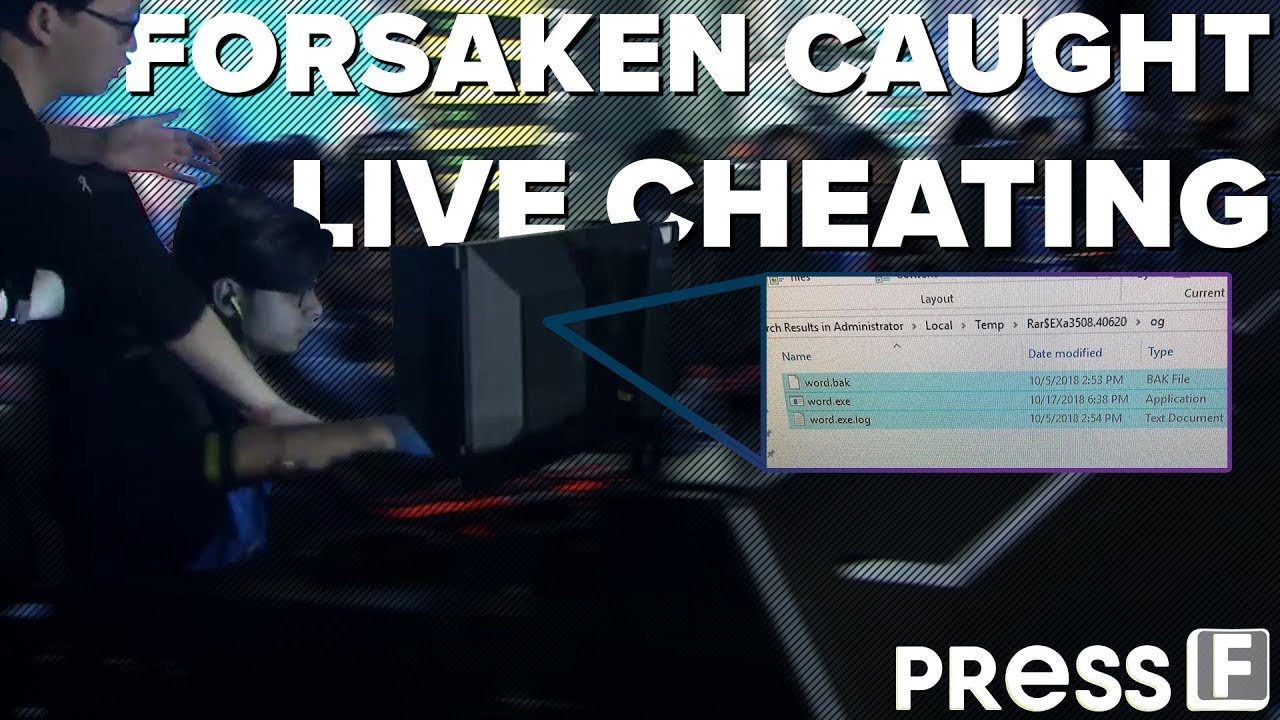 FORSAKEN CAUGHT
LIVE CHEATING
Layout
Current
rch Results in Administrator > Local > Temp > Rar$EXa3508.40620 > og
Name Date modified Type
word.bak 10/5/2018 2:53 PM BAK File
word.exe 10/17/2018 6:38 PM Application
word.exe.log 10/5/2018 2:54 PM Text Document
PRESS F